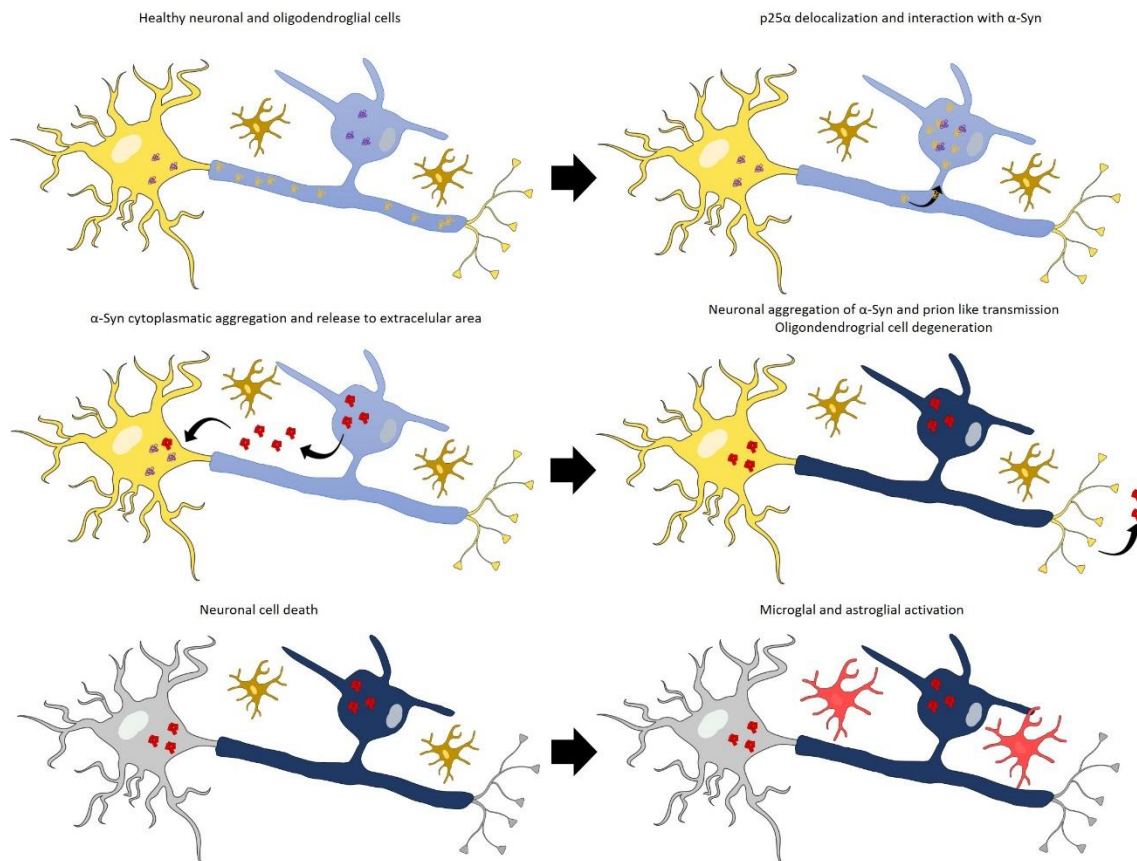 Healthy neuronal and oligodendroglial cells
p25α delocalization and interaction with α-Syn
α-Syn cytoplasmatic aggregation and release to extracelular area
Neuronal aggregation of α-Syn and prion like transmission
Oligondendrogrial cell degeneration
Neuronal cell death
Microglal and astroglial activation